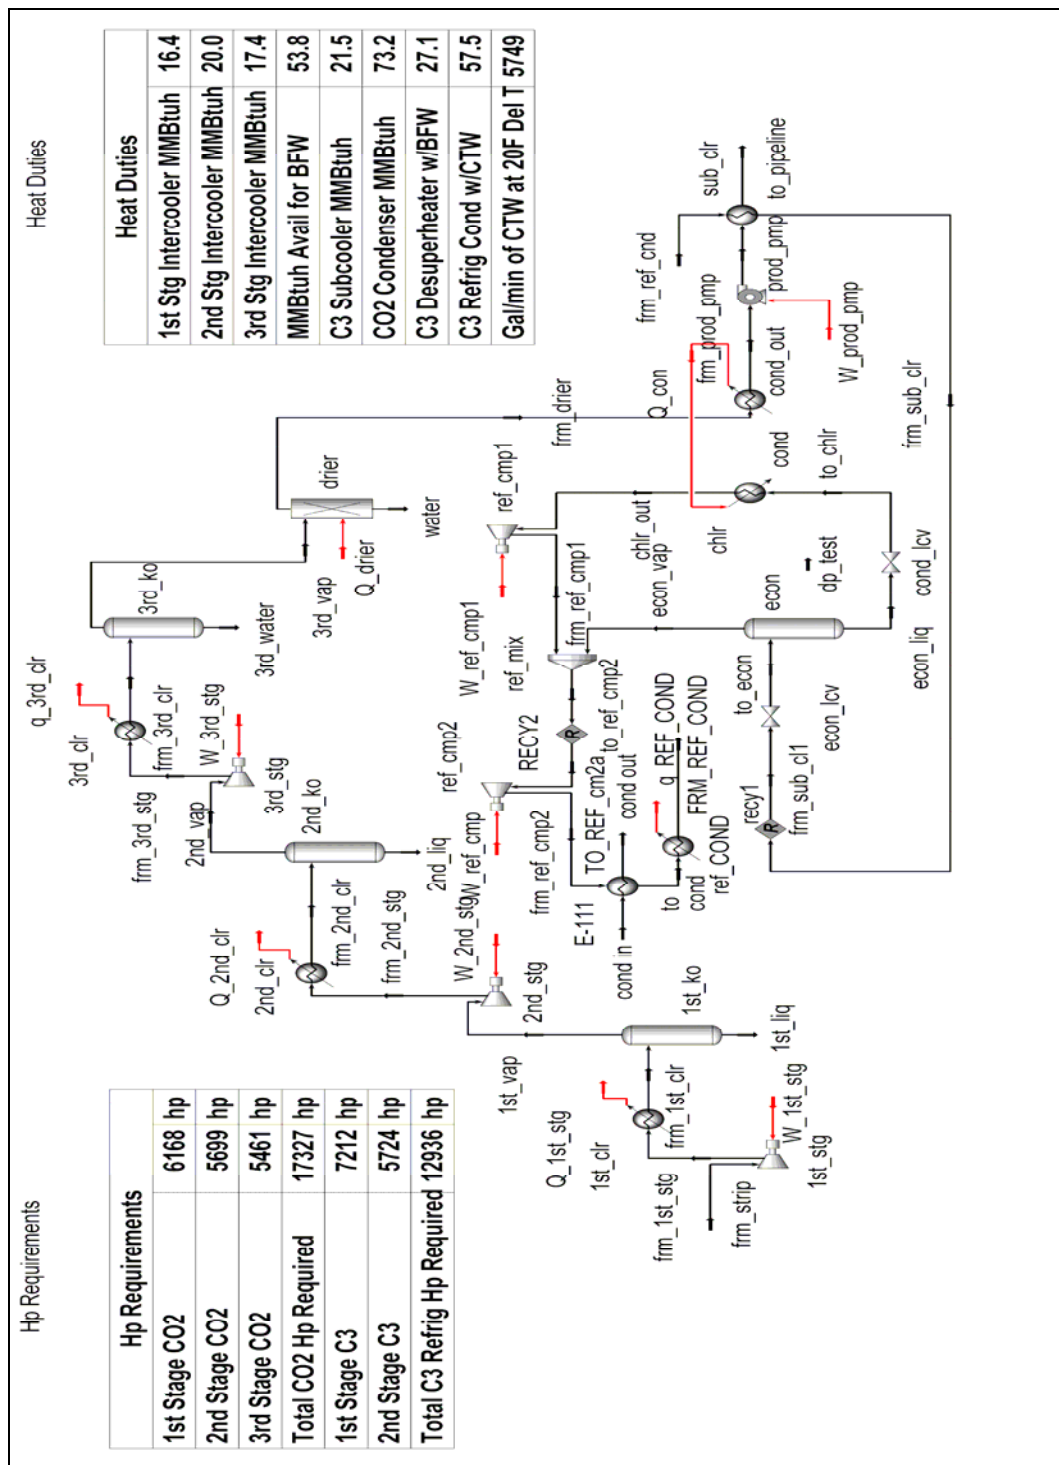 Hp Requirements
Hp Requirements
1st Stage CO2 6168 hp
2nd Stage CO2 5699 hp
3rd Stage CO2 5461 hp
Total CO2 Hp Required 17327 hp
1st Stage C3 7212 hp
2nd Stage C3 5724 hp
Total C3 Refrig Hp Required 12936 hp
Heat Duties
Heat Duties
1st Stg Intercooler MMBtuh 16.4
2nd Stg Intercooler MMBtuh 20.0
3rd Stg Intercooler MMBtuh 17.4
MMBtuh Avail for BFW 53.8
C3 Subcooler MMBtuh 21.5
CO2 Condenser MMBtuh 73.2
C3 Desuperheater w/BFW 27.1
C3 Refrig Cond w/CTW 57.5
Gal/min of CTW at 20F Del T 5749
q_3rd_clr
3rd_clr
frm_3rd_clr
W_3rd_stg
3rd_stg
frm_3rd_stg
2nd_vap
3rd_ko
3rd_water
3rd_vap
Q_drier
drier
water
frm_drier
Q_2nd_clr
2nd_clr
frm_2nd_clr
frm_2nd_stg
2nd_ko
2nd_liq
W_2nd_stg
2nd_stg
W_ref_cmp
ref_cmp2
RECY2
frm_ref_cmp2
to_ref_cmp2
ref_mix
W_ref_cmp1
ref_cmp1
frm_ref_cmp1
chlr_out
econ_vap
chlr
cond
Q_con
frm_prod_pmp
cond_out
frm_ref_cnd
sub_clr
to_pipeline
prod_pmp
W_prod_pmp
frm_sub_clr
to_chlr
cond_lcv
dp_test
econ
econ_liq
to_econ
econ_lcv
recy1
frm_sub_cl1
E-111
cond in
cond out
TO_REF_cm2a
q_REF_COND
FRM_REF_COND
to
cond
ref_COND
1st_vap
1st_ko
1st_liq
Q_1st_stg
1st_clr
frm_1st_clr
frm_1st_stg
frm_strip
W_1st_stg
1st_stg